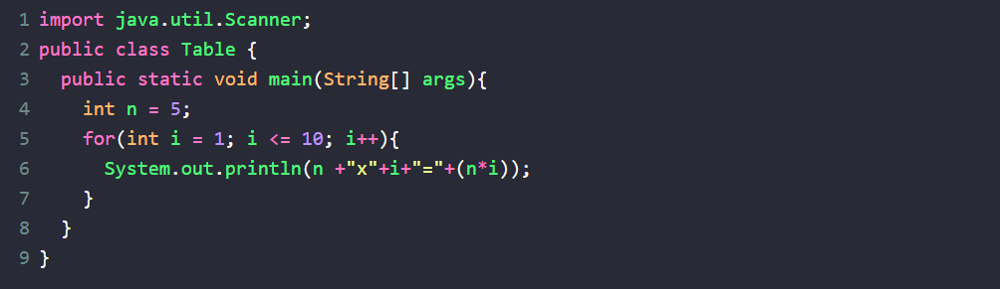 1 import java.util.Scanner;
2 public class Table {
3   public static void main(String[] args){
4     int n = 5;
5     for(int i = 1; i <= 10; i++){
6       System.out.println(n +"x"+i+"="+(n*i));
7     }
8   }
9 }